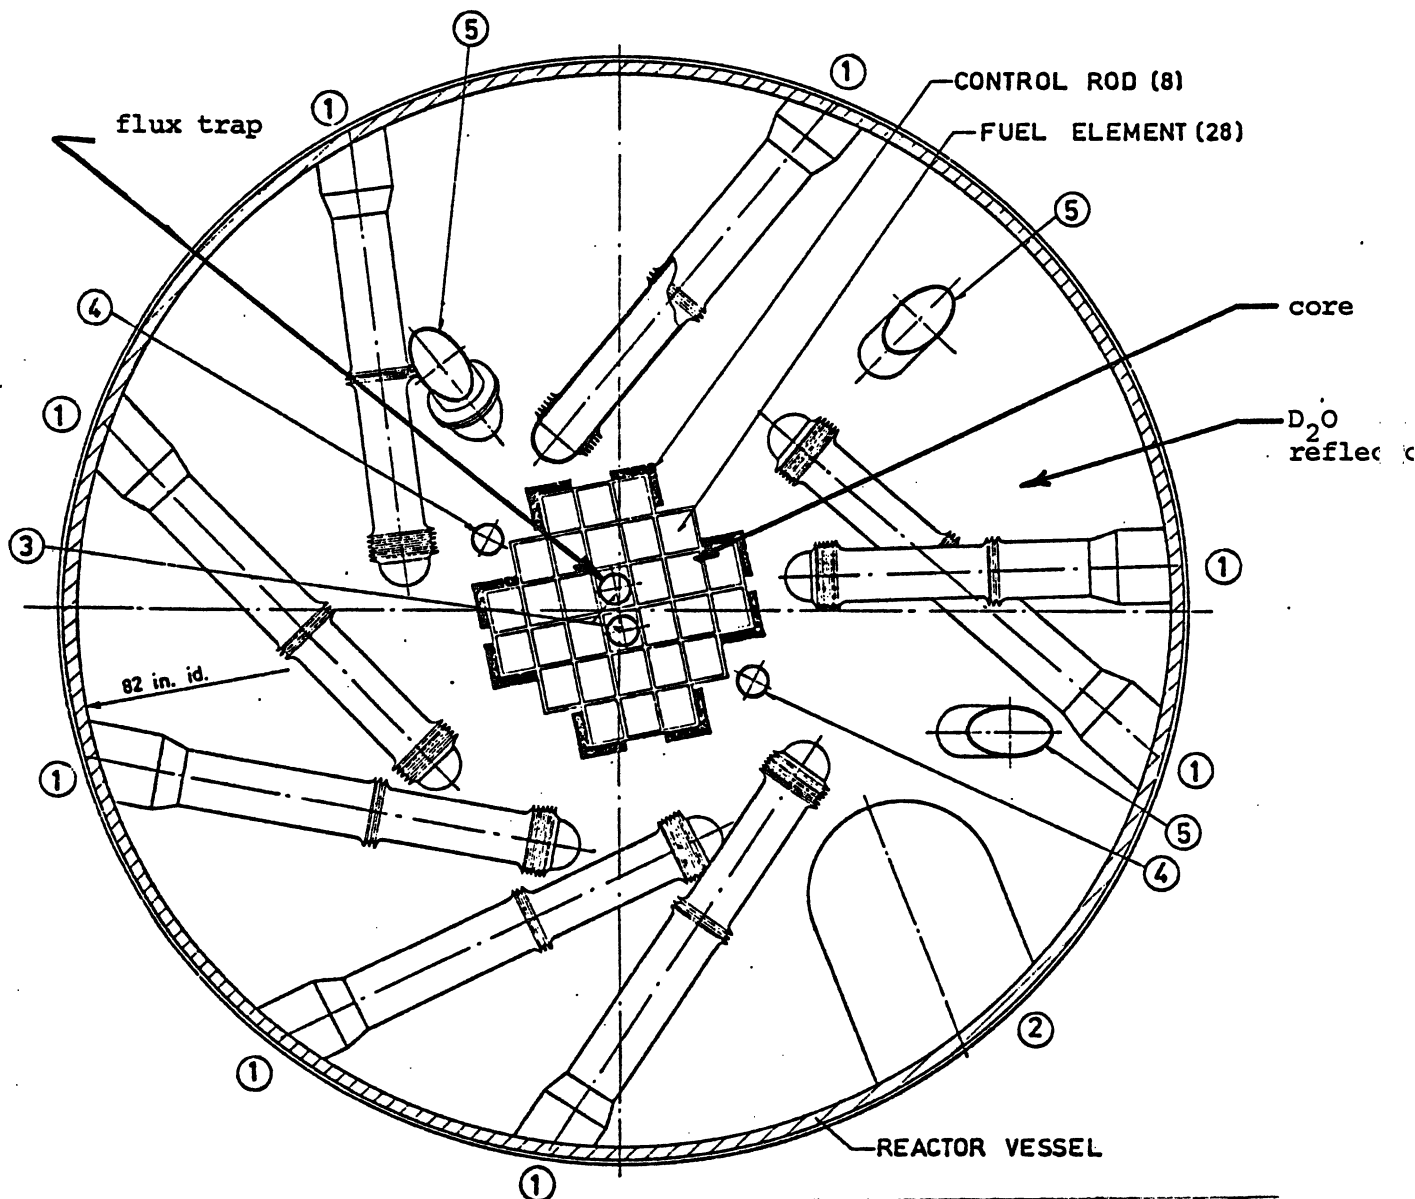 5
1
CONTROL ROD (8)
1
flux trap
FUEL ELEMENT (28)
5
4
core
1
D2O
3
1
82 in. id.
1
1
5
4
2
1
REACTOR VESSEL
1